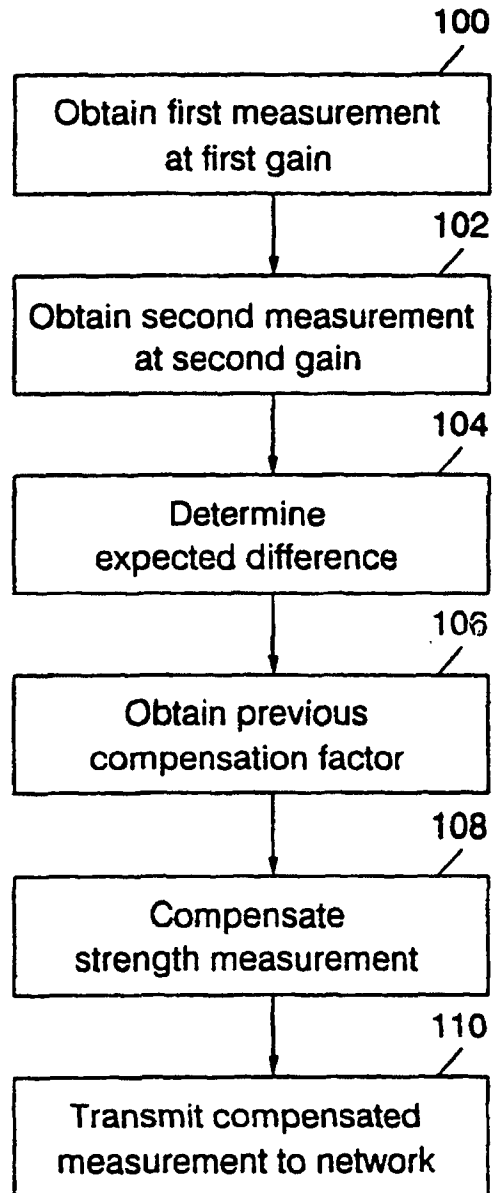 100
Obtain first measurement
at first gain
102
Obtain second measurement
at second gain
104
Determine
expected difference
106
Obtain previous
compensation factor
108
Compensate
strength measurement
110
Transmit compensated
measurement to network